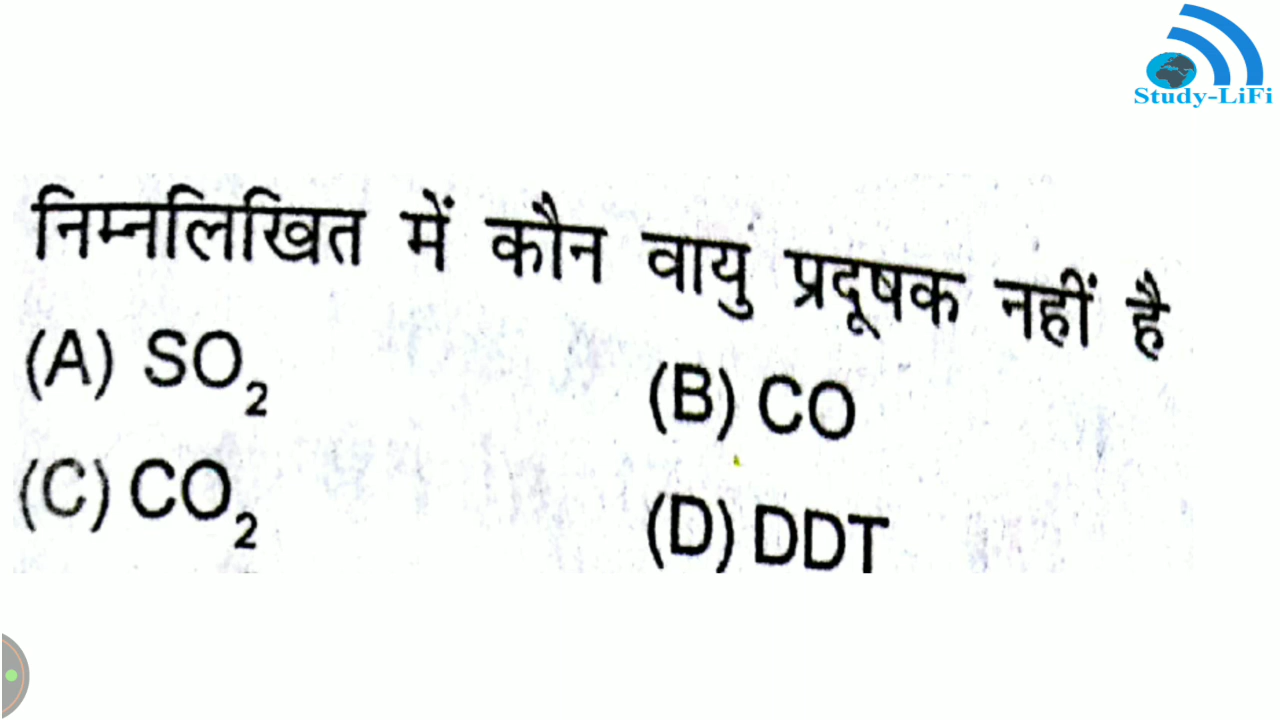 Study-LiFi
निम्नलिखित में कौन वायु प्रदूषक नहीं है
(A) SO₂ (B) CO
(C) CO₂ (D) DDT